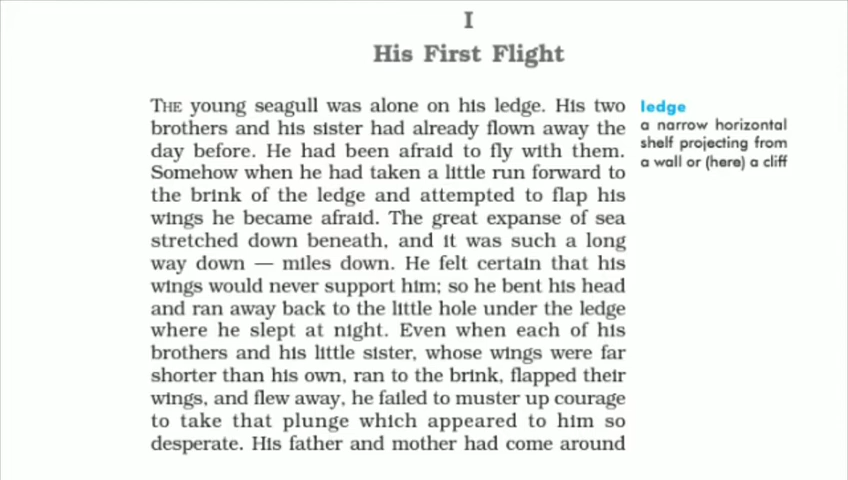 I
His First Flight
THE young seagull was alone on his ledge. His two
brothers and his sister had already flown away the
day before. He had been afraid to fly with them.
Somehow when he had taken a little run forward to
the brink of the ledge and attempted to flap his
wings he became afraid. The great expanse of sea
stretched down beneath, and it was such a long
way down — miles down. He felt certain that his
wings would never support him; so he bent his head
and ran away back to the little hole under the ledge
where he slept at night. Even when each of his
brothers and his little sister, whose wings were far
shorter than his own, ran to the brink, flapped their
wings, and flew away, he failed to muster up courage
to take that plunge which appeared to him so
desperate. His father and mother had come around
ledge
a narrow horizontal
shelf projecting from
a wall or (here) a cliff